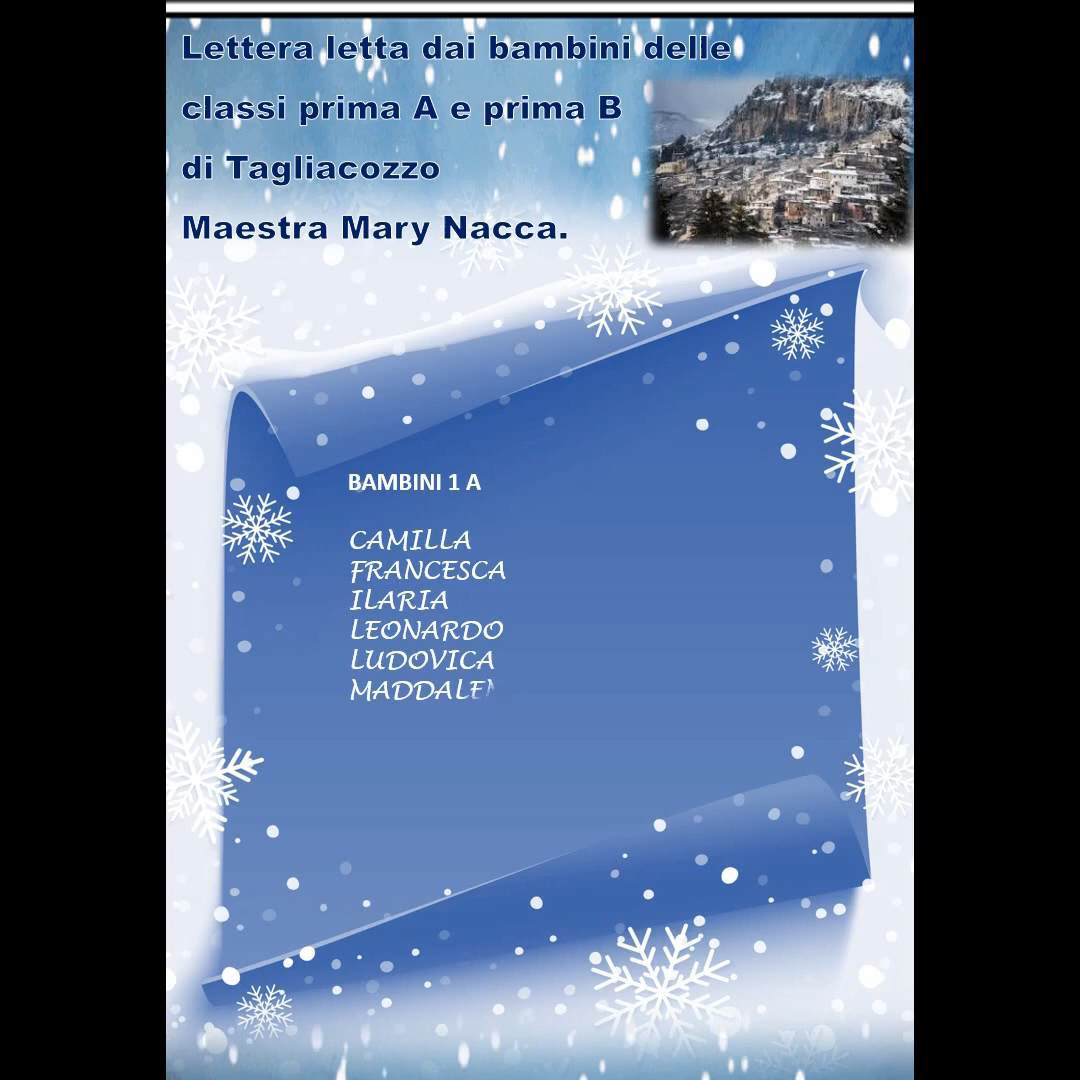 Lettera letta dai bambini delle
classi prima A e prima B
di Tagliacozzo
Maestra Mary Nacca.
BAMBINI 1 A
CAMILLA
FRANCESCA
ILARIA
LEONARDO
LUDOVICA